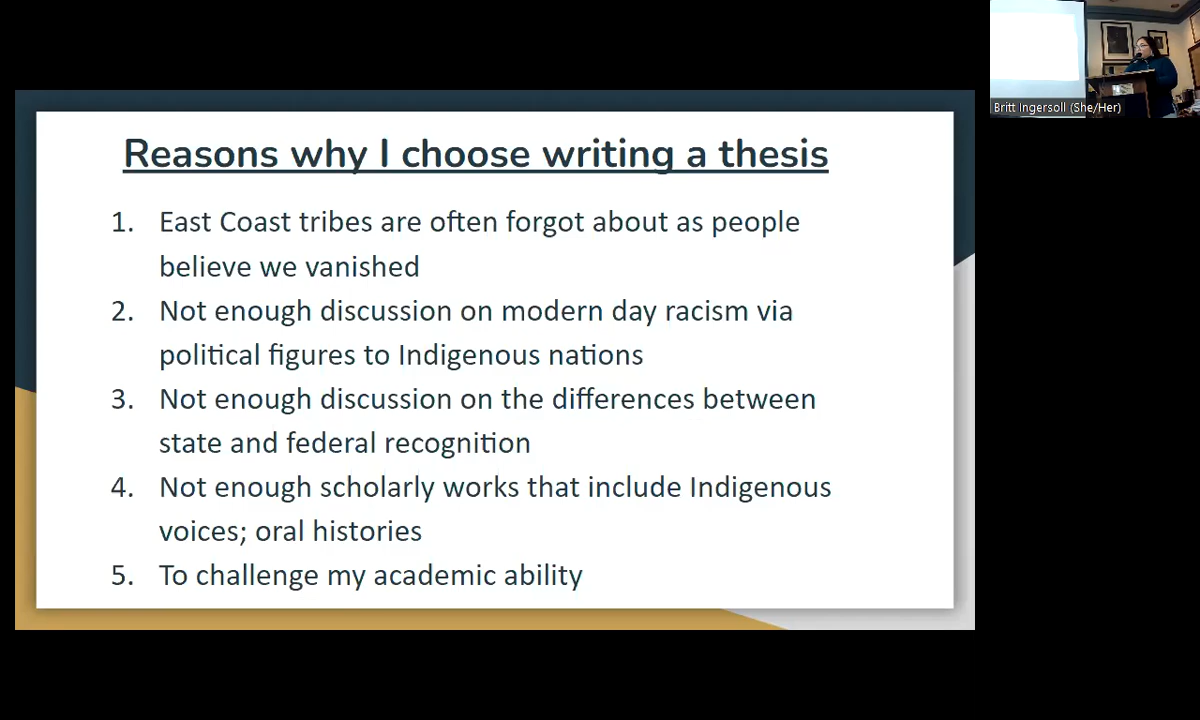 Reasons why I choose writing a thesis
1. East Coast tribes are often forgot about as people
believe we vanished
2. Not enough discussion on modern day racism via
political figures to Indigenous nations
3. Not enough discussion on the differences between
state and federal recognition
4. Not enough scholarly works that include Indigenous
voices; oral histories
5. To challenge my academic ability
Britt Ingersoll (She/Her)